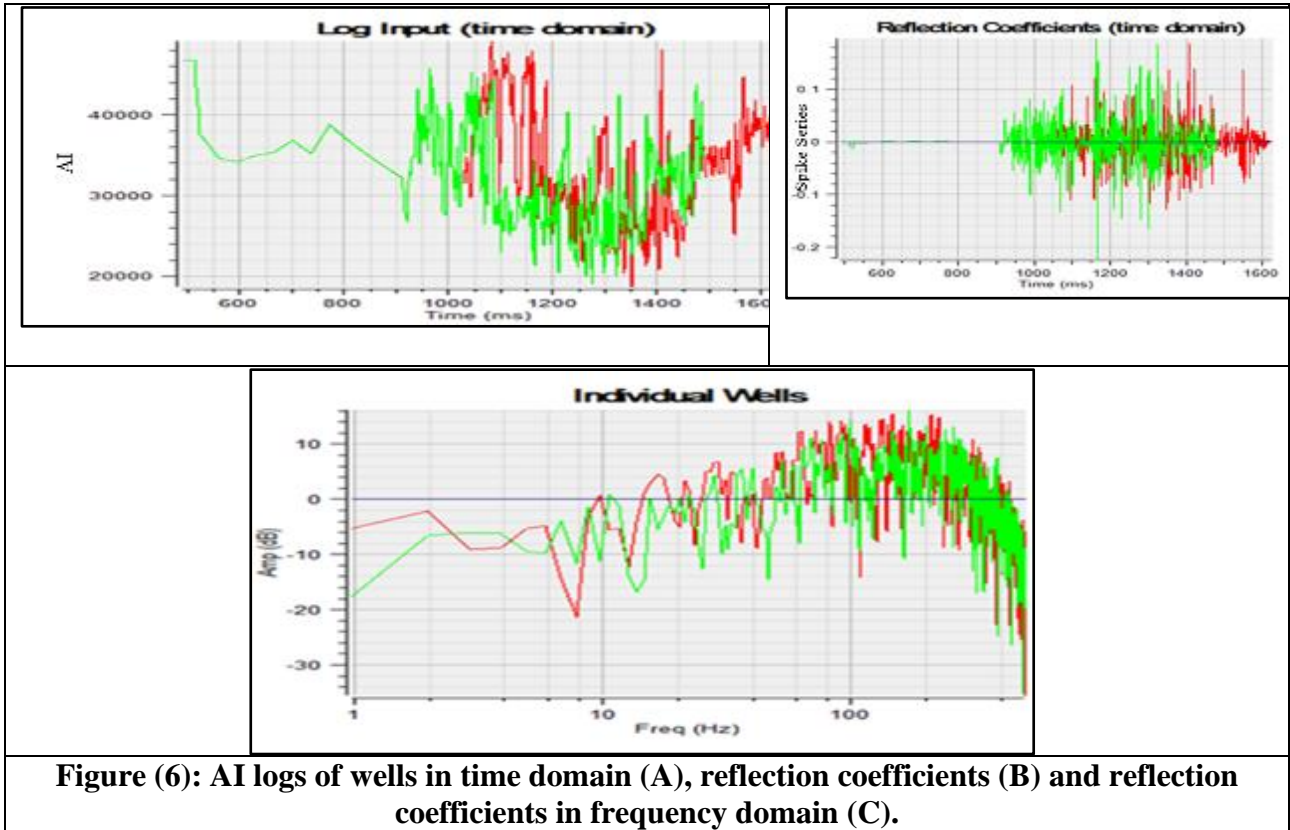 Log Input (time domain)
40000
30000
20000
AI
600 800 1000 1200 1400 160
Time (ms)
Reflection Coefficients (time domain)
0.1
0
-0.1
-0.2
Spike Series
600 800 1000 1200 1400 1600
Time (ms)
Individual Wells
10
0
-10
-20
-30
Amp (dB)
1 10 100
Freq (Hz)
Figure (6): AI logs of wells in time domain (A), reflection coefficients (B) and reflection
coefficients in frequency domain (C).